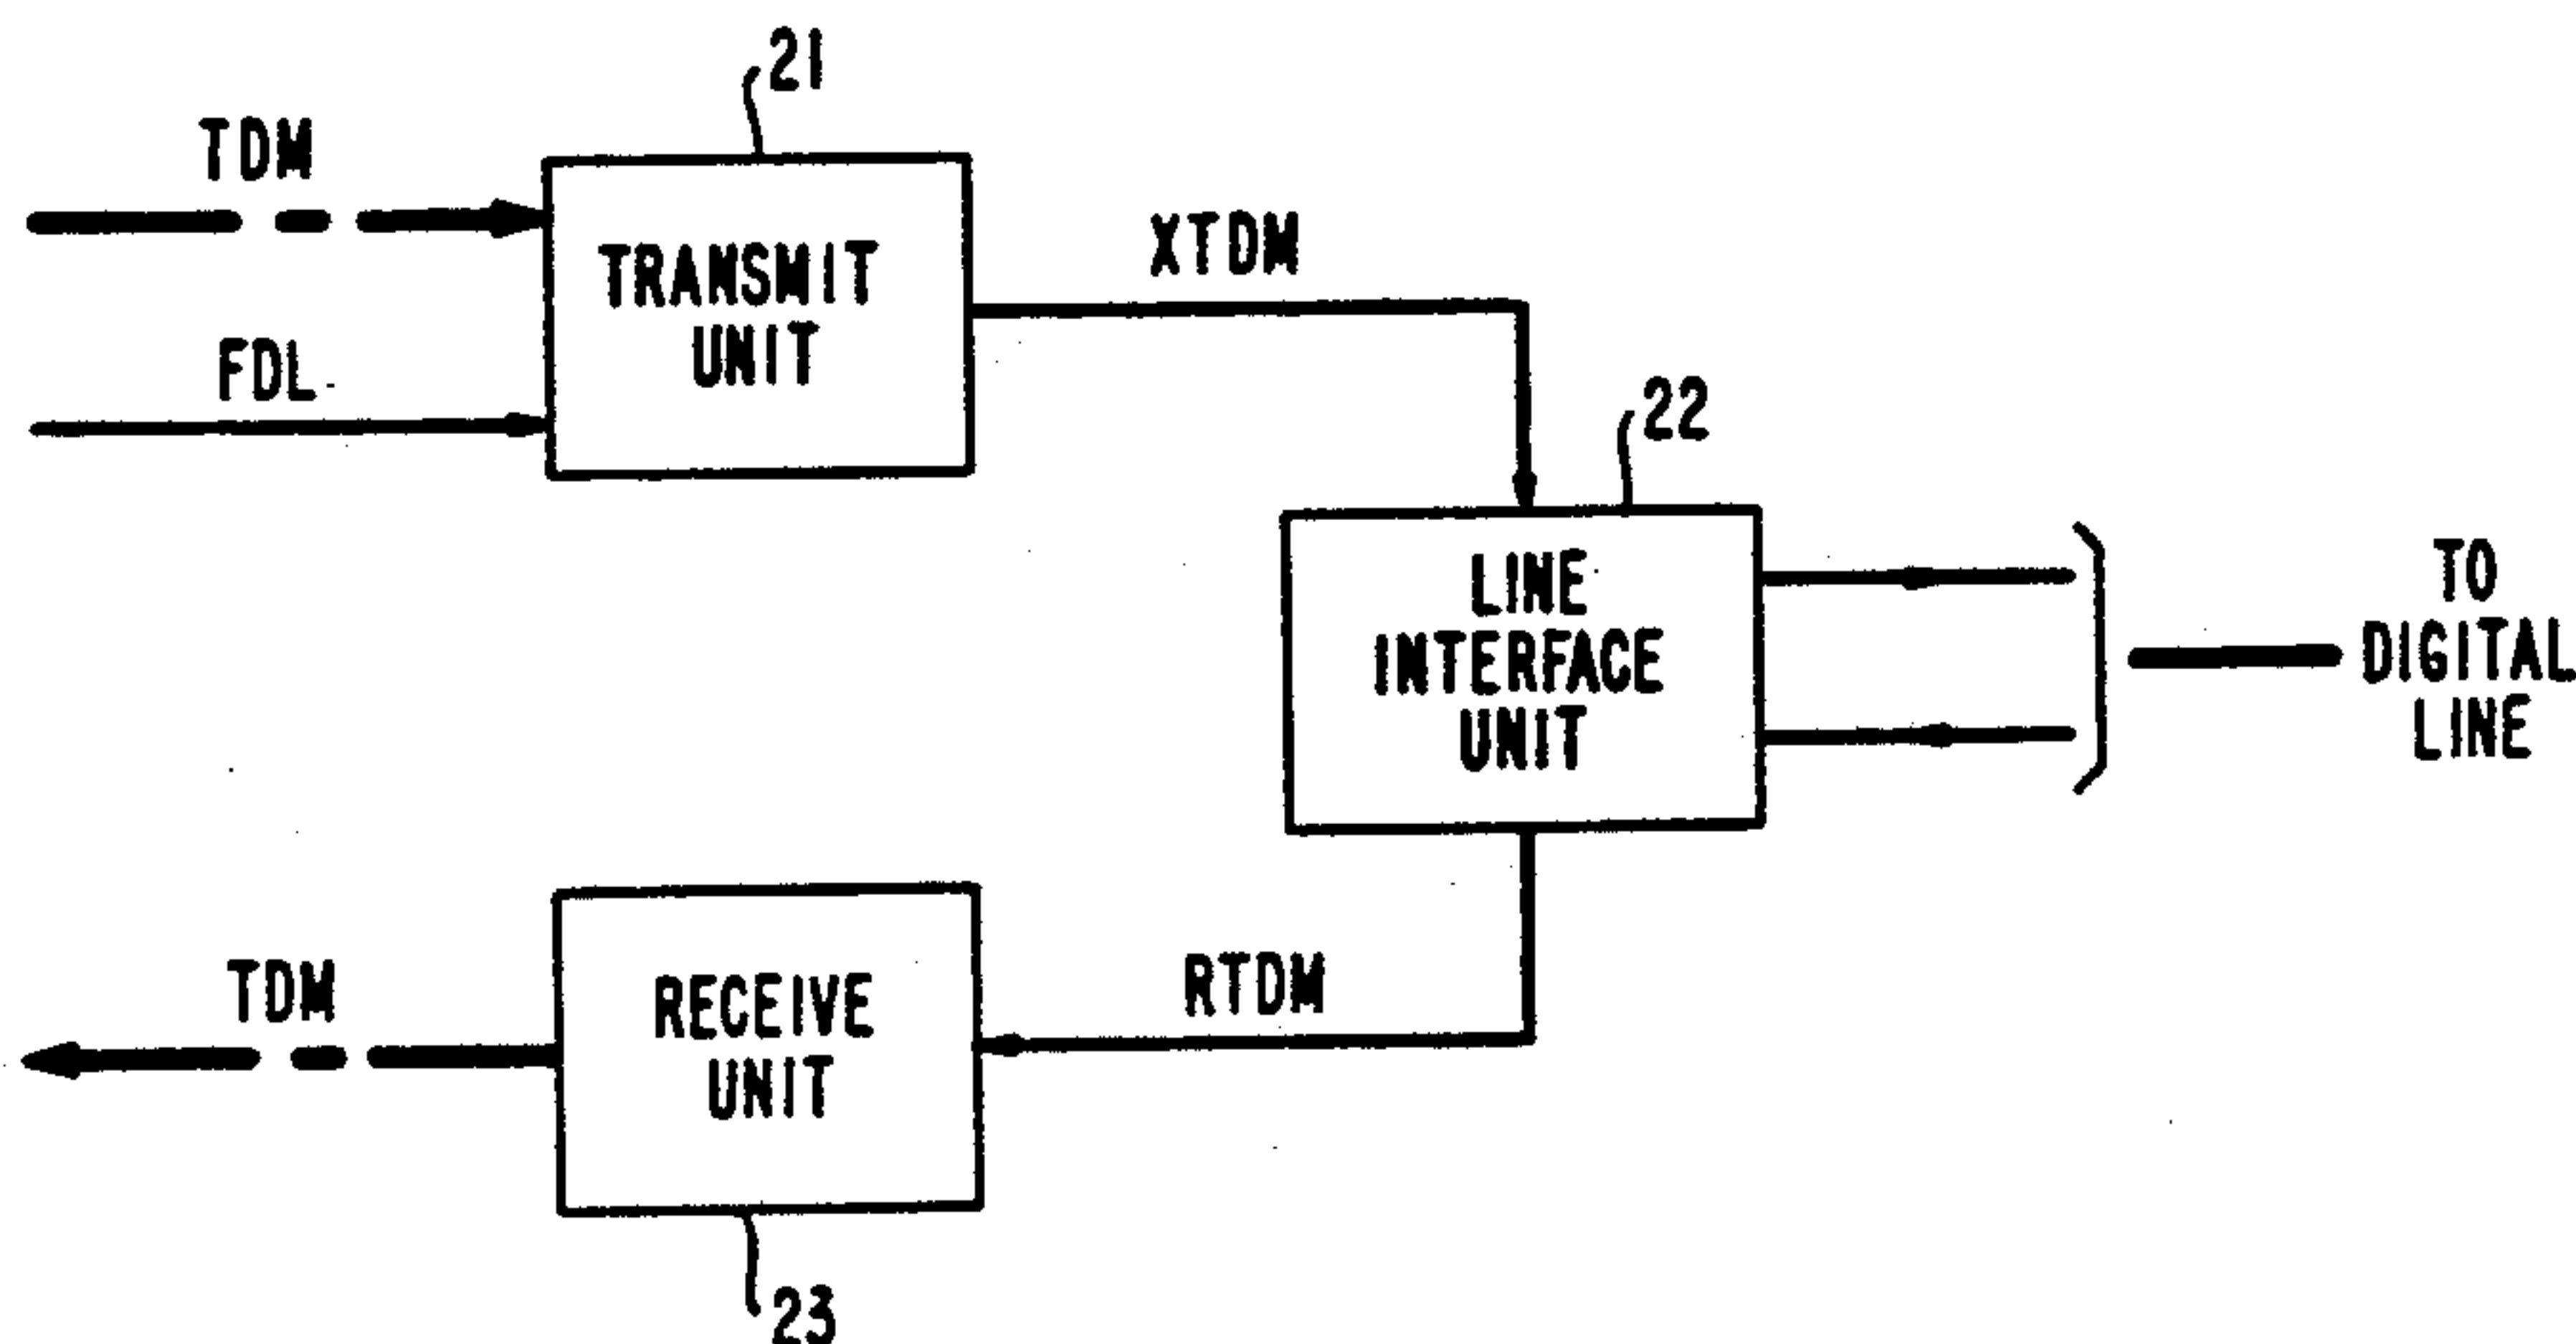 21
TDM
TRANSMIT
UNIT
XTDM
FDL
22
LINE
INTERFACE
UNIT
TO
DIGITAL
LINE
TDM
RECEIVE
UNIT
RTDM
23